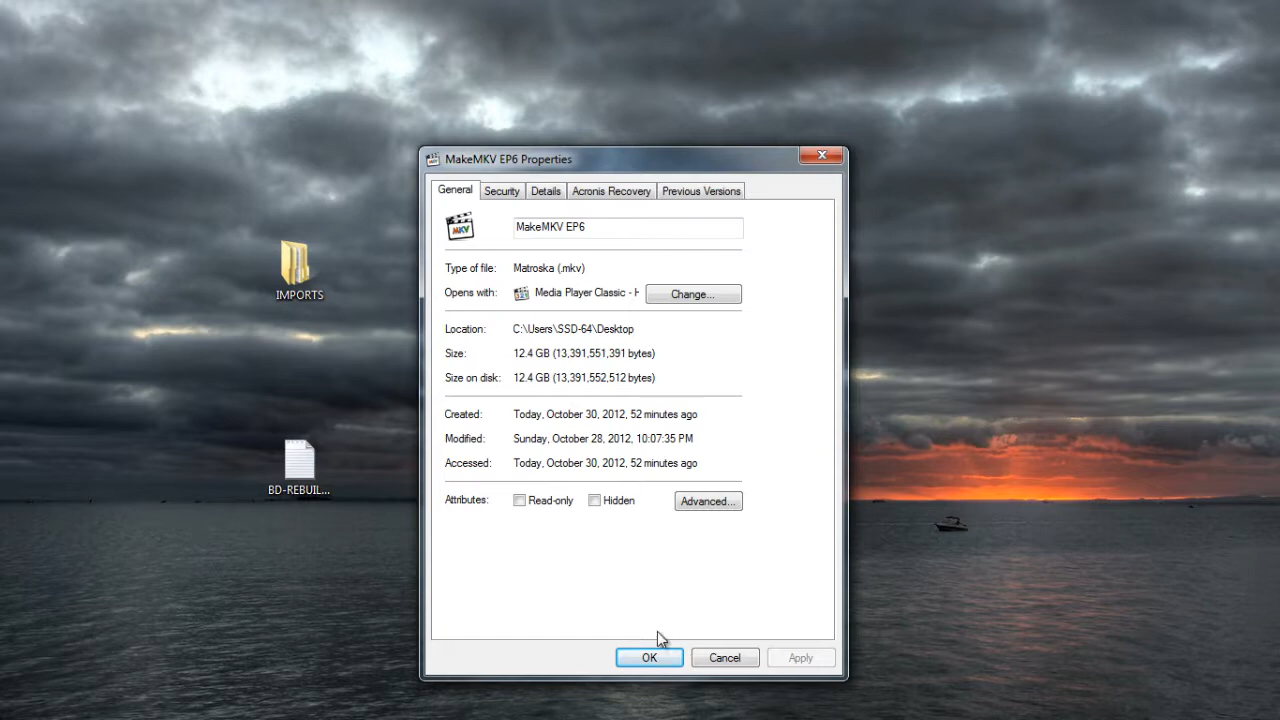 MakeMKV EP6 Properties
General Security Details Acronis Recovery Previous Versions
MKV
MakeMKV EP6
Type of file: Matroska (.mkv)
Opens with: Media Player Classic - H Change...
Location: C:\Users\SSD-64\Desktop
Size: 12.4 GB (13,391,551,391 bytes)
Size on disk: 12.4 GB (13,391,552,512 bytes)
Created: Today, October 30, 2012, 52 minutes ago
Modified: Sunday, October 28, 2012, 10:07:35 PM
Accessed: Today, October 30, 2012, 52 minutes ago
Attributes: Read-only Hidden Advanced...
OK Cancel Apply
IMPORTS
BD-REBUIL...